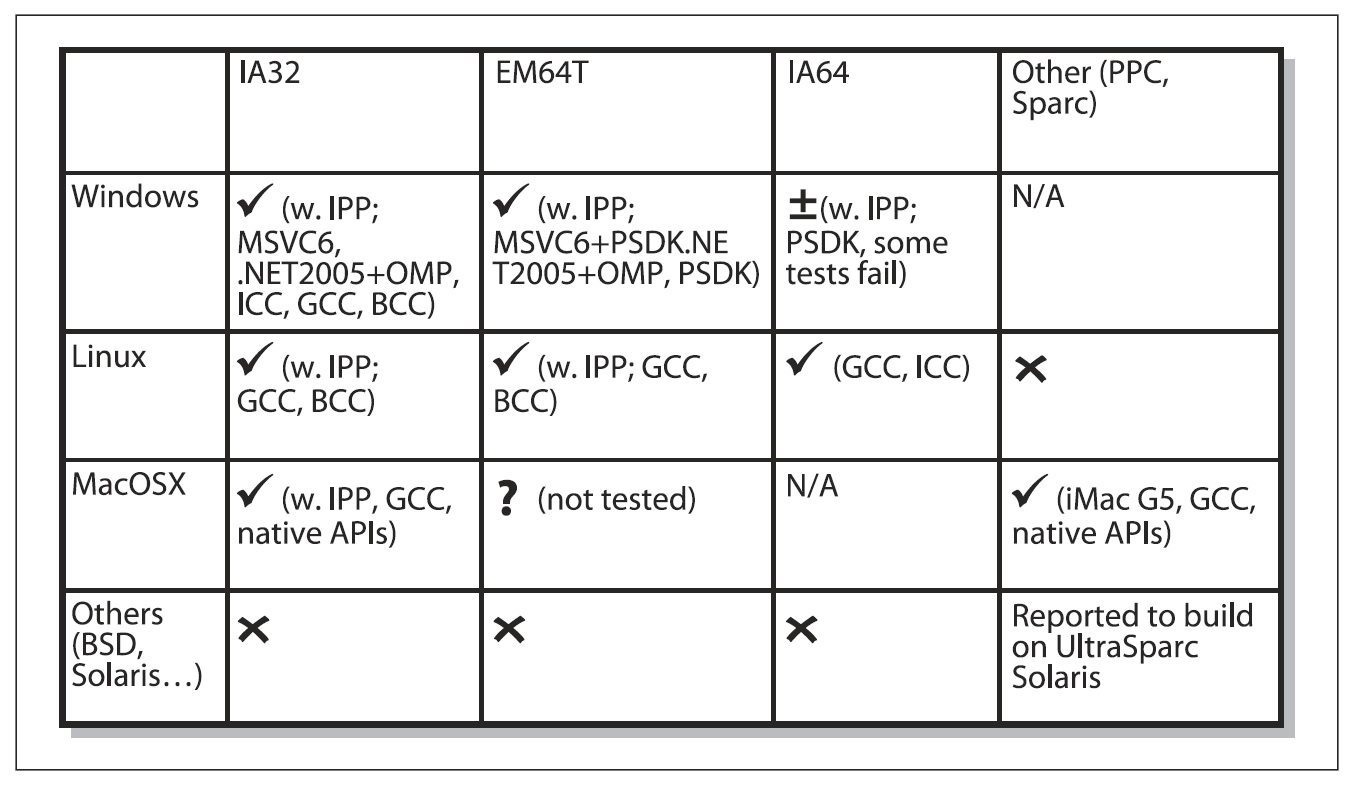 IA32
EM64T
IA64
Other (PPC,
Sparc)
Windows
✓ (w. IPP;
MSVC6,
.NET2005+OMP,
ICC, GCC, BCC)
✓ (w. IPP;
MSVC6+PSDK.NE
T2005+OMP, PSDK)
±(w. IPP;
PSDK, some
tests fail)
N/A
Linux
✓ (w. IPP;
GCC, BCC)
✓ (w. IPP; GCC,
BCC)
✓ (GCC, ICC)
×
MacOSX
✓ (w. IPP, GCC,
native APIs)
? (not tested)
N/A
✓ (iMac G5, GCC,
native APIs)
Others
(BSD,
Solaris…)
×
×
×
Reported to build
on UltraSparc
Solaris